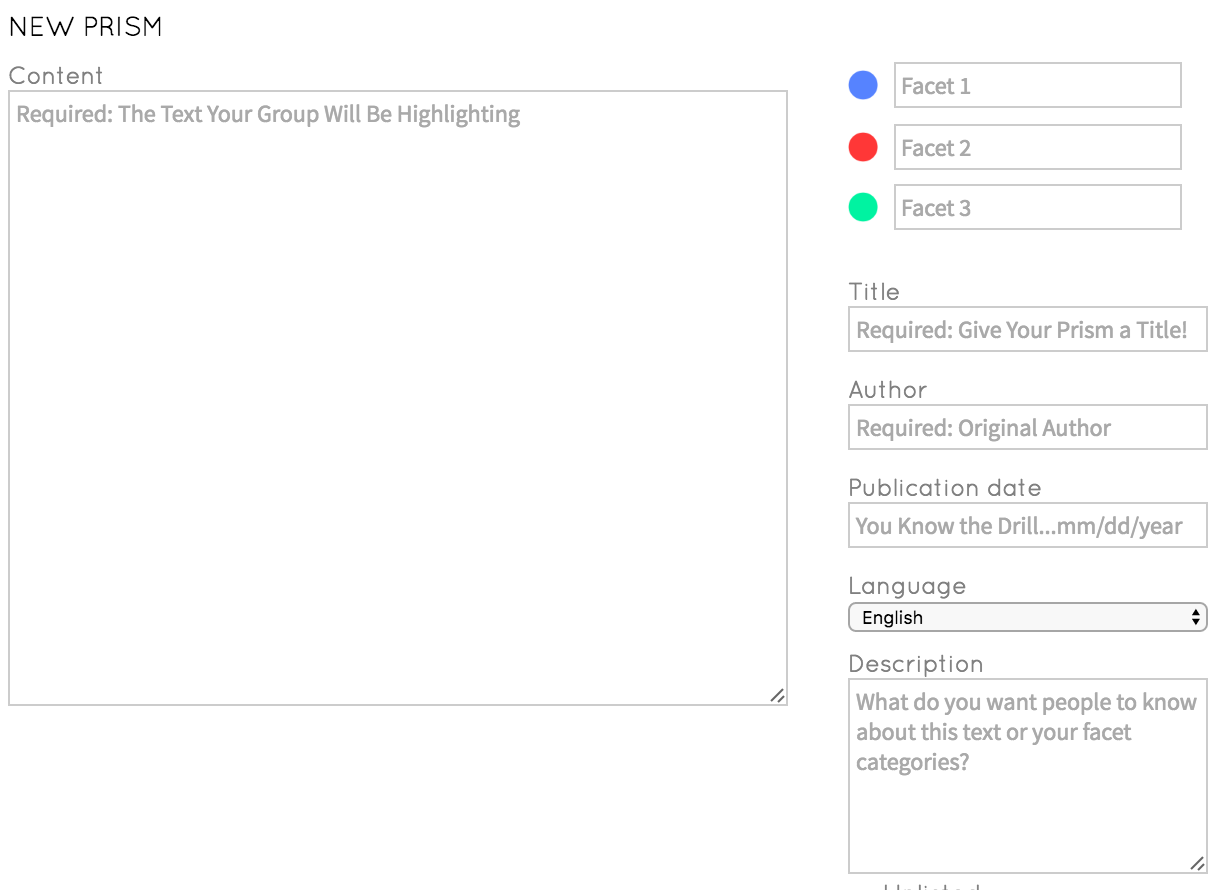 NEW PRISM
Content
Required: The Text Your Group Will Be Highlighting
Facet 1
Facet 2
Facet 3
Title
Required: Give Your Prism a Title!
Author
Required: Original Author
Publication date
You Know the Drill...mm/dd/year
Language
English
Description
What do you want people to know
about this text or your facet
categories?